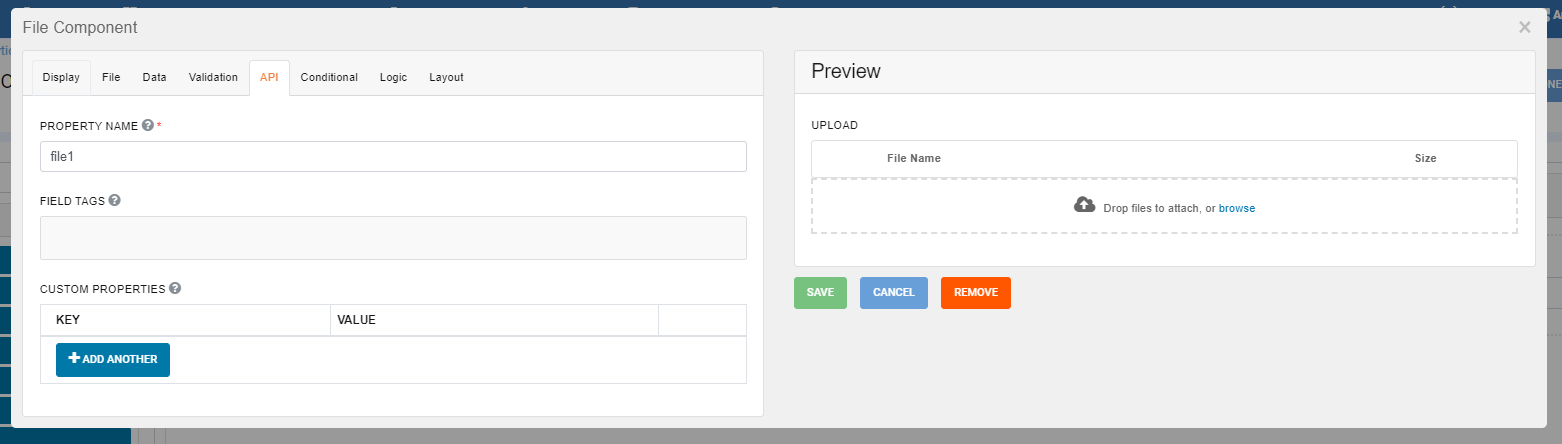 File Component
×
Display File Data Validation API Conditional Logic Layout
PROPERTY NAME *
file1
FIELD TAGS
CUSTOM PROPERTIES
KEY VALUE
ADD ANOTHER
Preview
UPLOAD
File Name Size
Drop files to attach, or browse
SAVE CANCEL REMOVE